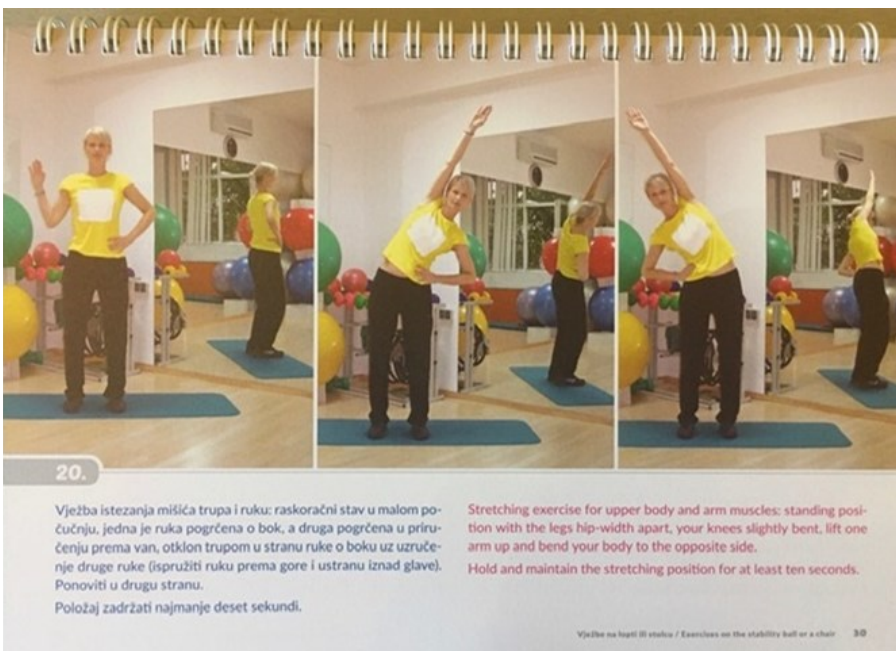 20.
Vježba istezanja mišića trupa i ruku: raskoračni stav u malom po-
čučnju, jedna je ruka pogrčena o bok, a druga pogrčena u priru-
čenju prema van, otklon trupom u stranu ruke o boku uz uzruče-
nje druge ruke (ispružiti ruku prema gore i ustranu iznad glave).
Ponoviti u drugu stranu.
Položaj zadržati najmanje deset sekundi.
Stretching exercise for upper body and arm muscles: standing posi-
tion with the legs hip-width apart, your knees slightly bent, lift one
arm up and bend your body to the opposite side.
Hold and maintain the stretching position for at least ten seconds.
Vježbe na lopti ili stolcu / Exercises on the stability ball or a chair 30